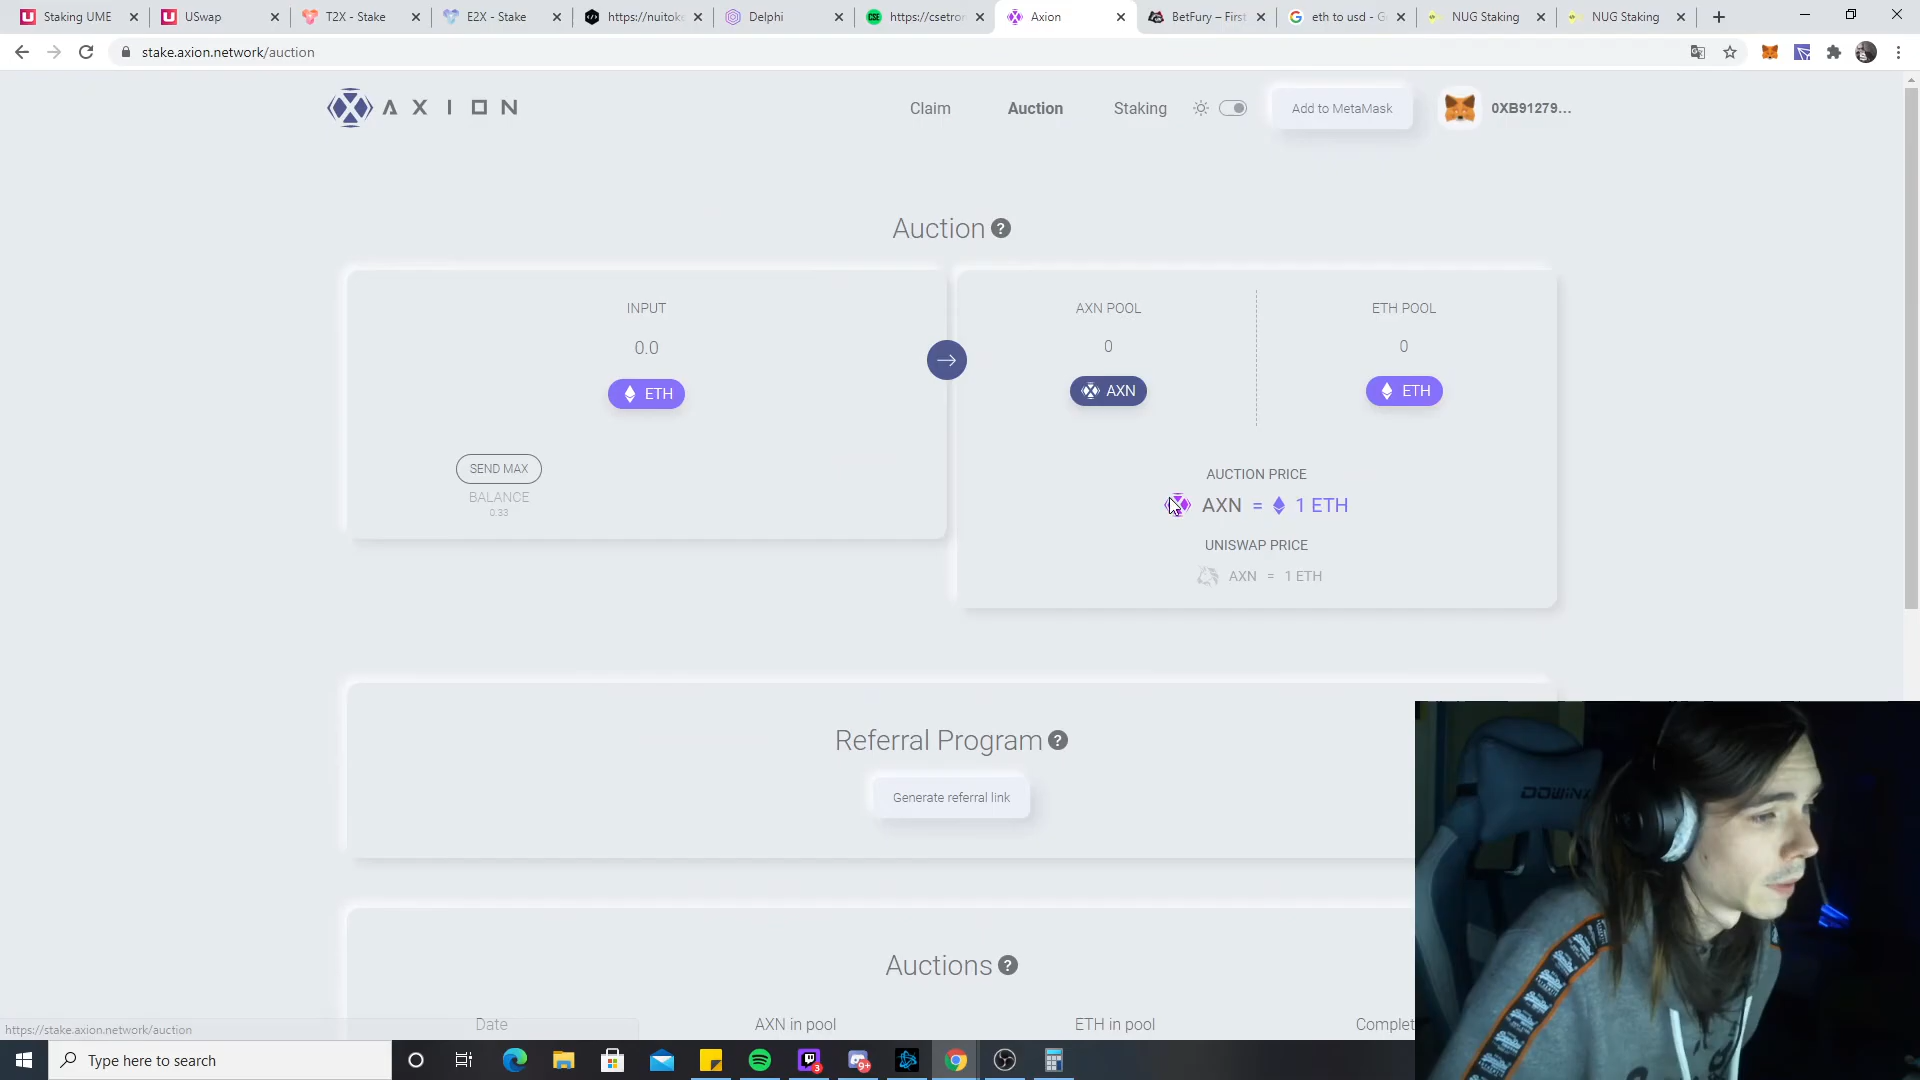 Staking UME
USwap
T2X - Stake
E2X - Stake
https://nuitok
Delphi
https://csetro
Axion
BetFury – First
eth to usd - G
NUG Staking
NUG Staking
stake.axion.network/auction
AXION
Claim
Auction
Staking
Add to MetaMask
0XB91279...
Auction ?
INPUT
0.0
ETH
SEND MAX
BALANCE
0.33
AXN POOL
0
AXN
ETH POOL
0
ETH
AUCTION PRICE
AXN = 1 ETH
UNISWAP PRICE
AXN = 1 ETH
Referral Program ?
Generate referral link
Auctions ?
Date
AXN in pool
ETH in pool
Complet
https://stake.axion.network/auction
DOWINX
Type here to search
3
9+